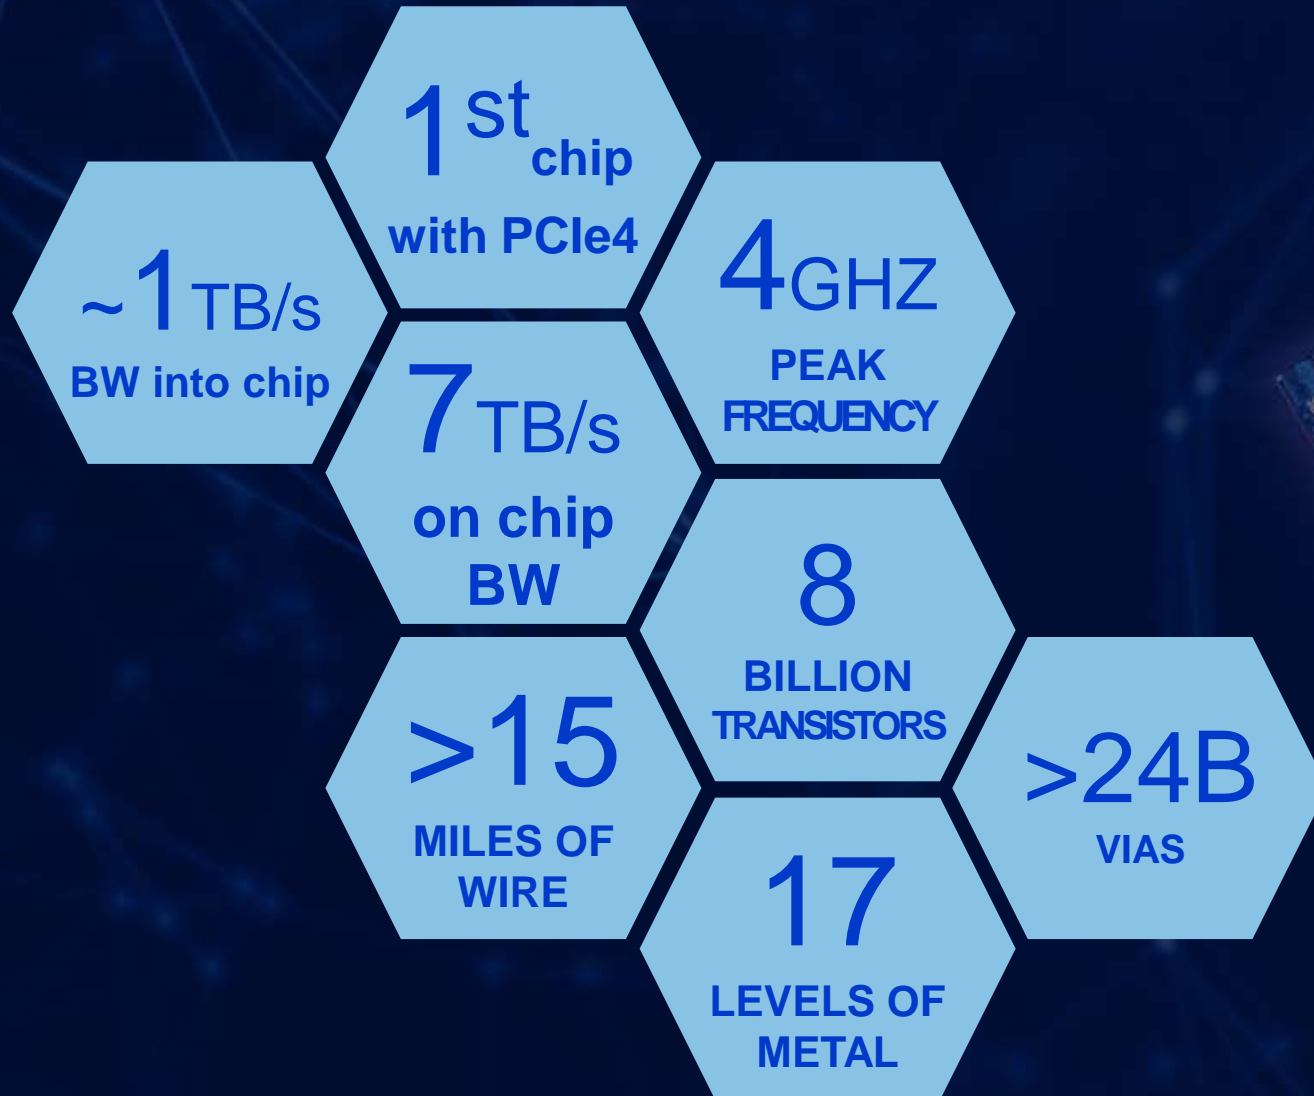 1st chip
with PCIe4
~1TB/s
BW into chip
4GHZ
PEAK
FREQUENCY
7TB/s
on chip
BW
8
BILLION
TRANSISTORS
>15
MILES OF
WIRE
>24B
VIAS
17
LEVELS OF
METAL